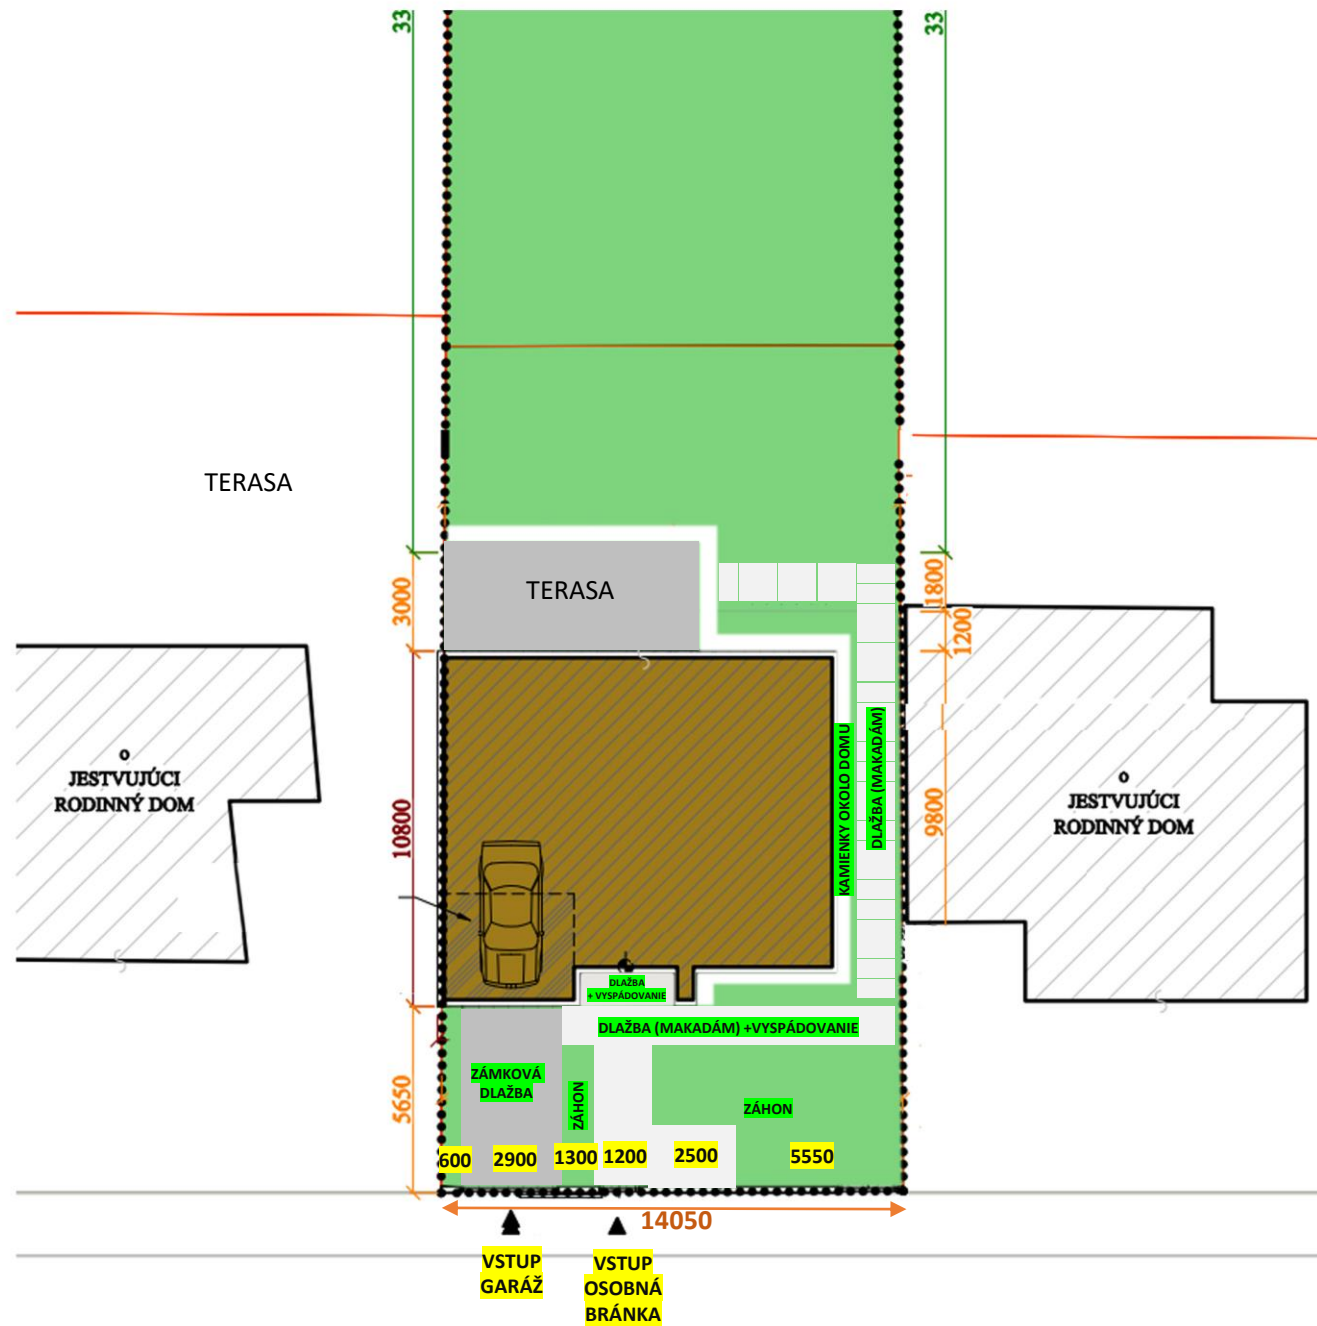 33
33
TERASA
3000
TERASA
1800
1200
JESTVUJÚCI
RODINNÝ DOM
10800
KAMIENKY OKOLO DOMU
DLAŽBA (MAKADÁM)
9800
JESTVUJÚCI
RODINNÝ DOM
DLAŽBA
+ VYSPÁDOVANIE
DLAŽBA (MAKADÁM) +VYSPÁDOVANIE
5650
ZÁMKOVÁ
DLAŽBA
ZÁHON
ZÁHON
600
2900
1300
1200
2500
5550
14050
VSTUP
GARÁŽ
VSTUP
OSOBNÁ
BRÁNKA